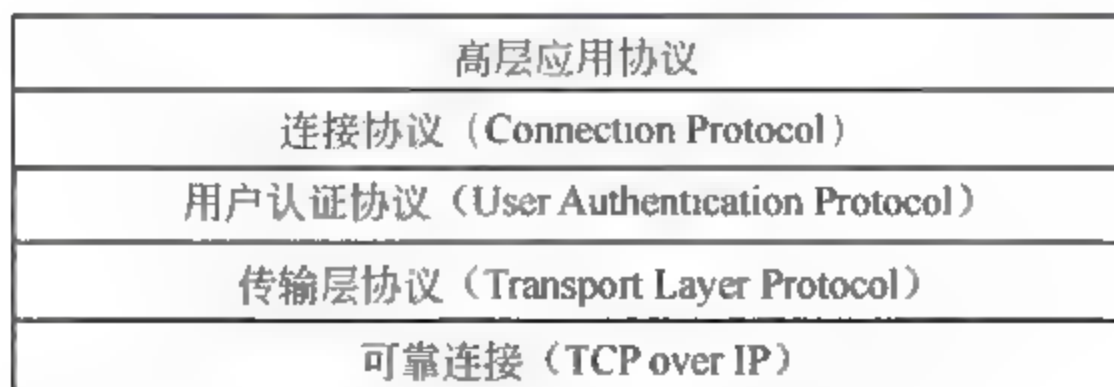 高层应用协议
连接协议（Connection Protocol）
用户认证协议（User Authentication Protocol）
传输层协议（Transport Layer Protocol）
可靠连接（TCP over IP）